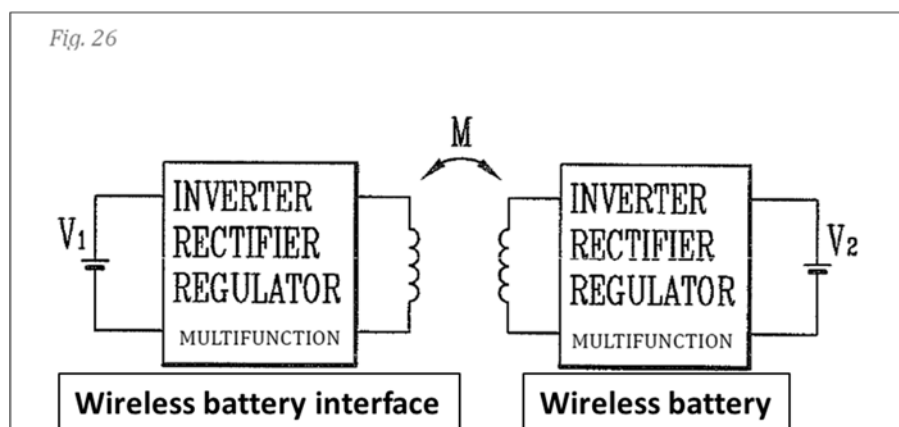 Fig. 26
M
V1
INVERTER
RECTIFIER
REGULATOR
MULTIFUNCTION
INVERTER
RECTIFIER
REGULATOR
MULTIFUNCTION
V2
Wireless battery interface
Wireless battery